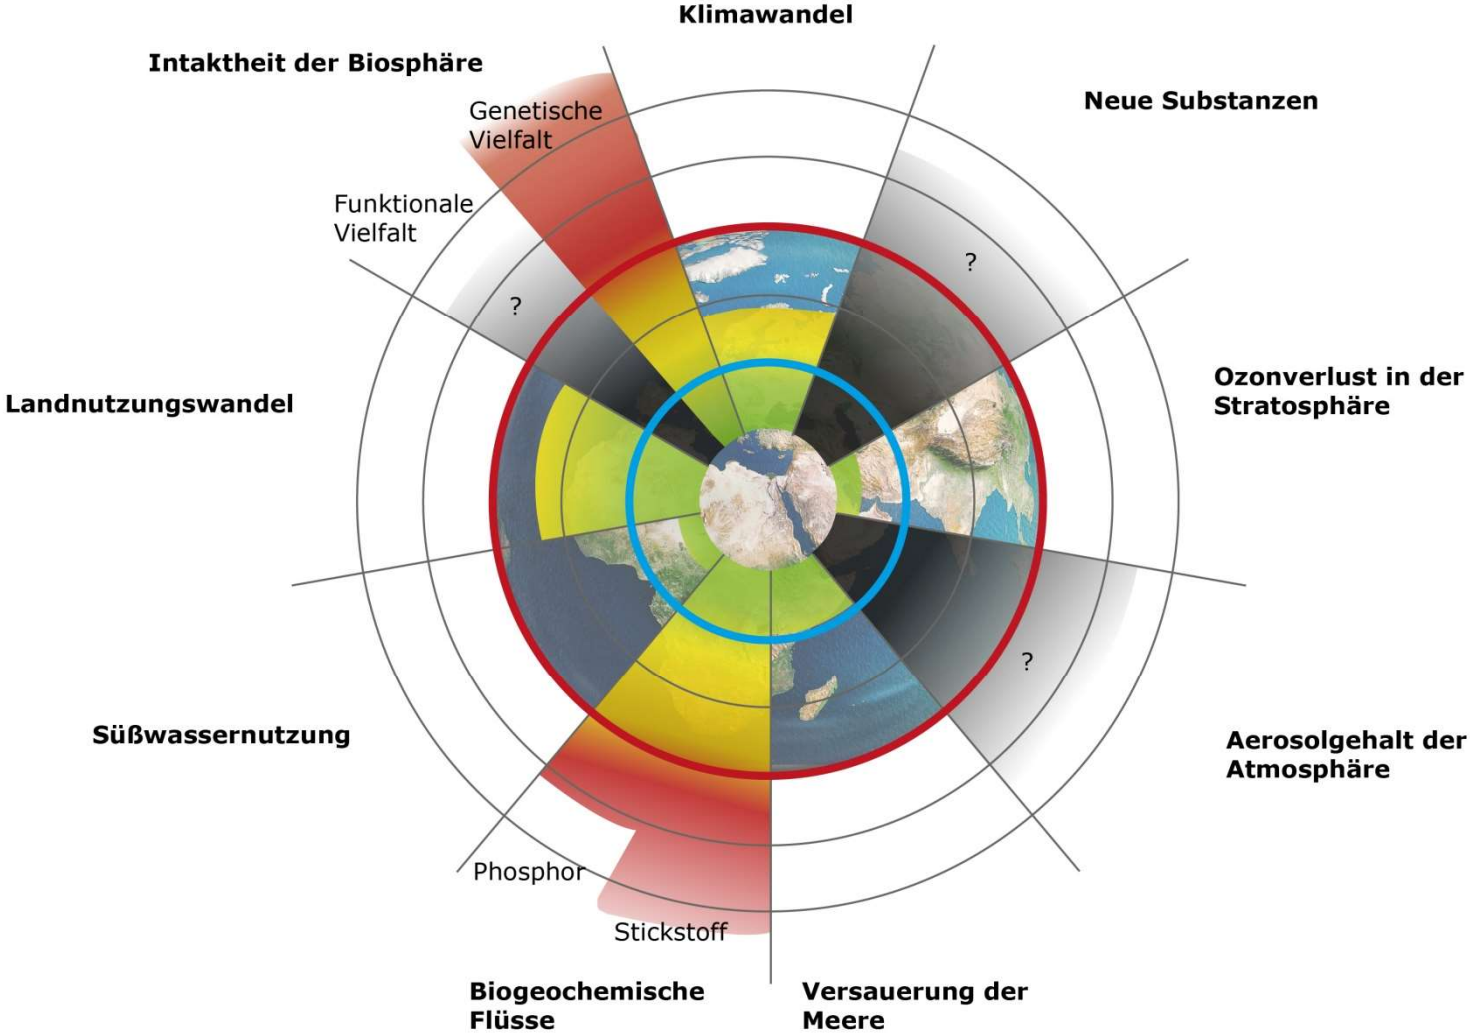 Klimawandel
Intaktheit der Biosphäre
Genetische
Vielfalt
Neue Substanzen
Funktionale
Vielfalt
?
?
Landnutzungswandel
Ozonverlust in der
Stratosphäre
?
Süßwassernutzung
Aerosolgehalt der
Atmosphäre
Phosphor
Stickstoff
Biogeochemische
Flüsse
Versauerung der
Meere